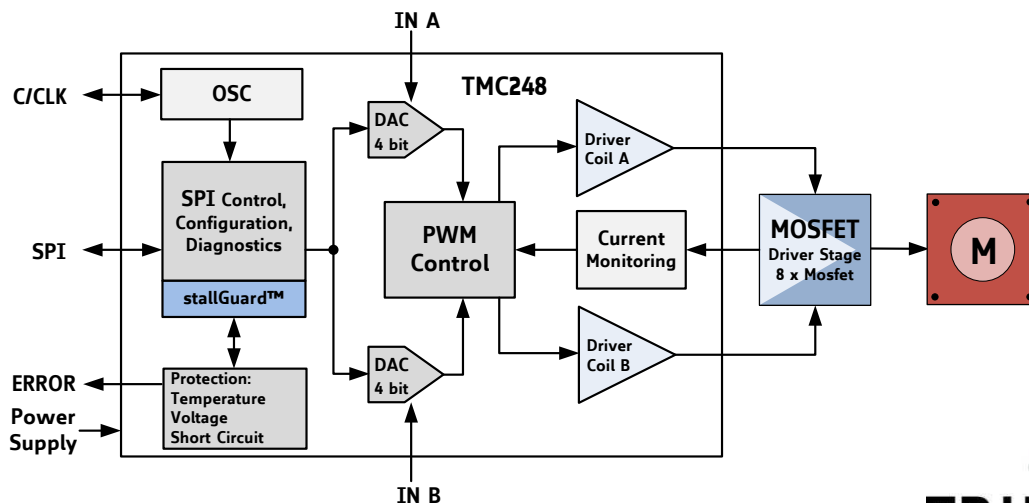 IN A
TMC248
C/CLK
OSC
DAC
4 bit
Driver
Coil A
SPI Control,
Configuration,
Diagnostics
SPI
stallGuard™
PWM
Control
Current
Monitoring
MOSFET
Driver Stage
8 x Mosfet
M
DAC
4 bit
Driver
Coil B
ERROR
Power
Supply
Protection:
Temperature
Voltage
Short Circuit
IN B